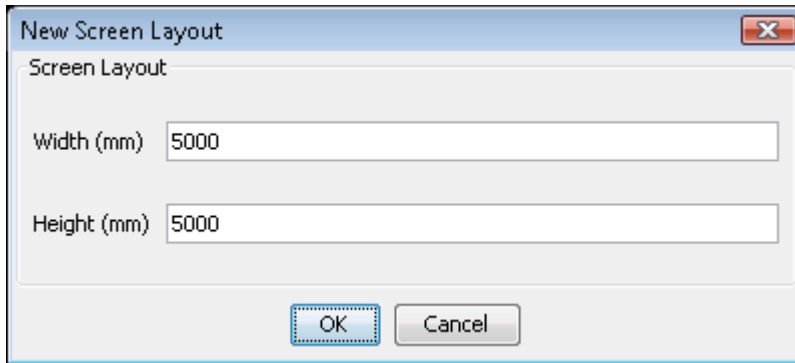 New Screen Layout
Screen Layout
Width (mm) 5000
Height (mm) 5000
OK Cancel